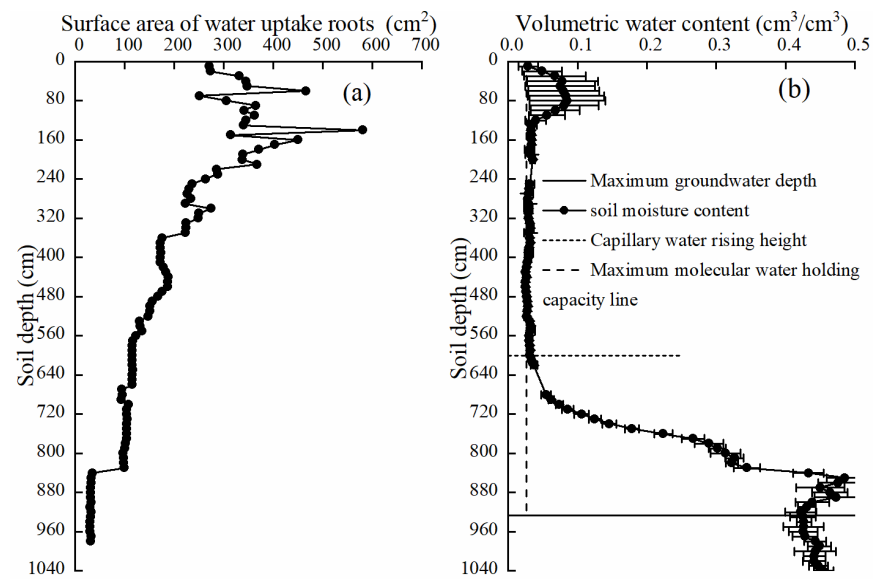 Surface area of water uptake roots (cm2)
0 100 200 300 400 500 600 700
0
80
160
240
320
400
480
560
640
720
800
880
960
1040
Soil depth (cm)
(a)
Volumetric water content (cm3/cm3)
0.0 0.1 0.2 0.3 0.4 0.5
0
80
160
240
320
400
480
560
640
720
800
880
960
1040
Soil depth (cm)
(b)
Maximum groundwater depth
soil moisture content
Capillary water rising height
Maximum molecular water holding
capacity line